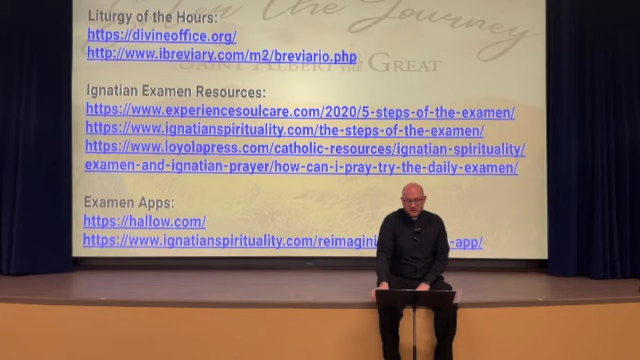 Enter the Journey
SAINT ALBERT THE GREAT
Liturgy of the Hours:
https://divineoffice.org/
http://www.ibreviary.com/m2/breviario.php
Ignatian Examen Resources:
https://www.experiencesoulcare.com/2020/5-steps-of-the-examen/
https://www.ignatianspirituality.com/the-steps-of-the-examen/
https://www.loyolapress.com/catholic-resources/ignatian-spirituality/
examen-and-ignatian-prayer/how-can-i-pray-try-the-daily-examen/
Examen Apps:
https://hallow.com/
https://www.ignatianspirituality.com/reimagini -app/